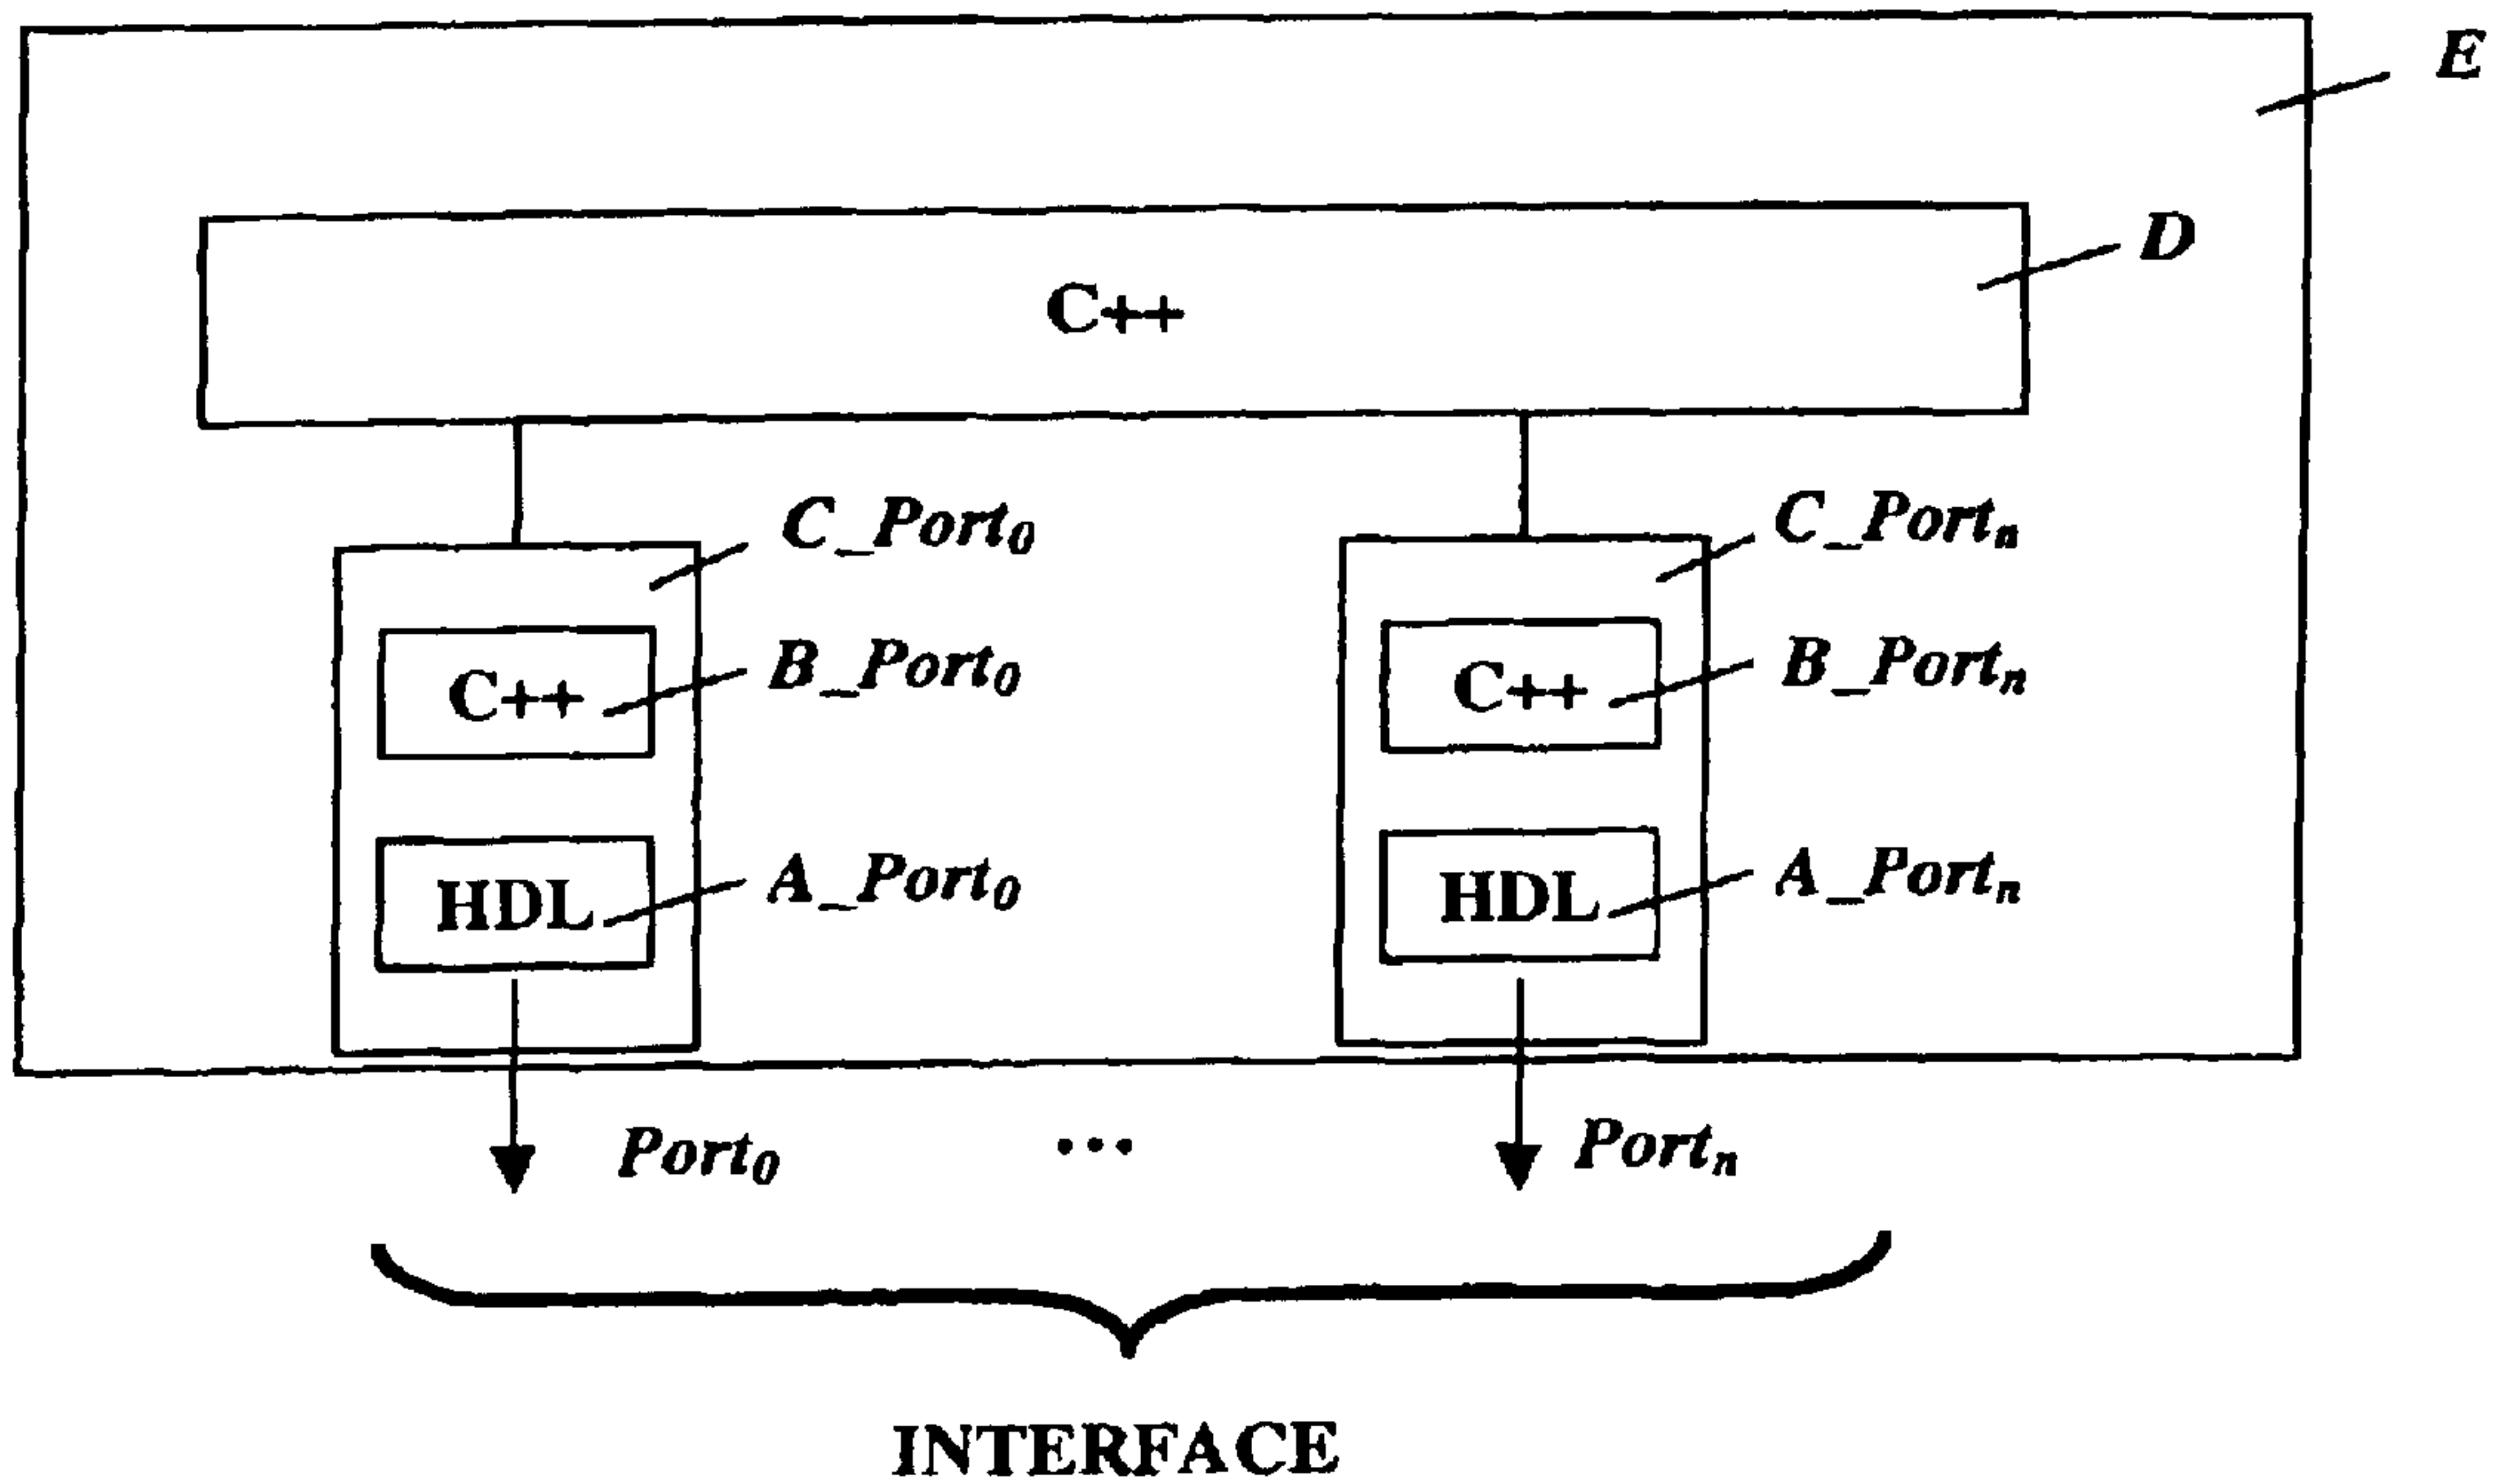 E
D
C++
C_Port₀
C_Portₙ
C++
B_Port₀
C++
B_Portₙ
HDL
A_Port₀
HDL
A_Portₙ
Port₀
...
Portₙ
INTERFACE